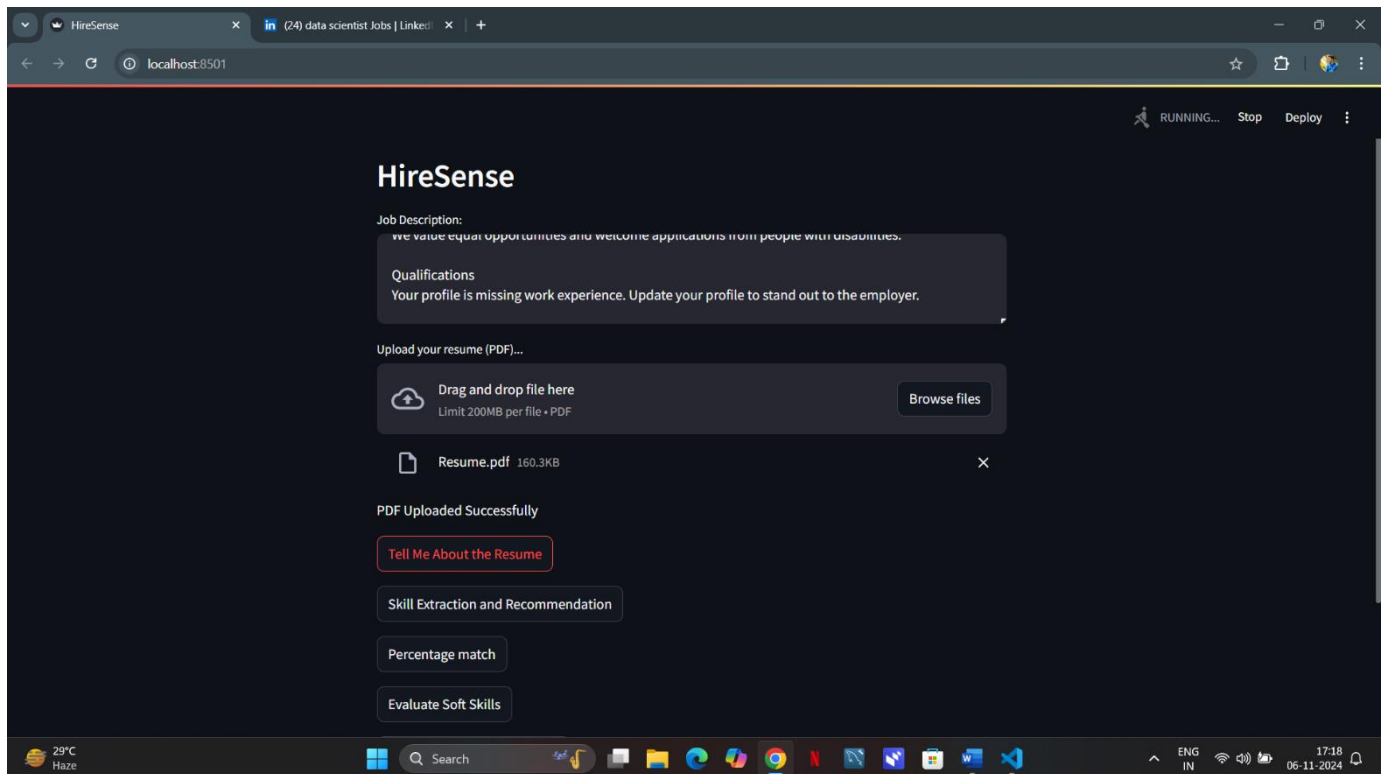 HireSense
in (24) data scientist Jobs | Linked
localhost:8501
RUNNING... Stop Deploy
HireSense
Job Description:
We value equal opportunities and welcome applications from people with disabilities.
Qualifications
Your profile is missing work experience. Update your profile to stand out to the employer.
Upload your resume (PDF)...
Drag and drop file here
Limit 200MB per file • PDF
Browse files
Resume.pdf 160.3KB
PDF Uploaded Successfully
Tell Me About the Resume
Skill Extraction and Recommendation
Percentage match
Evaluate Soft Skills
29°C
Haze
Search
ENG
IN
17:18
06-11-2024